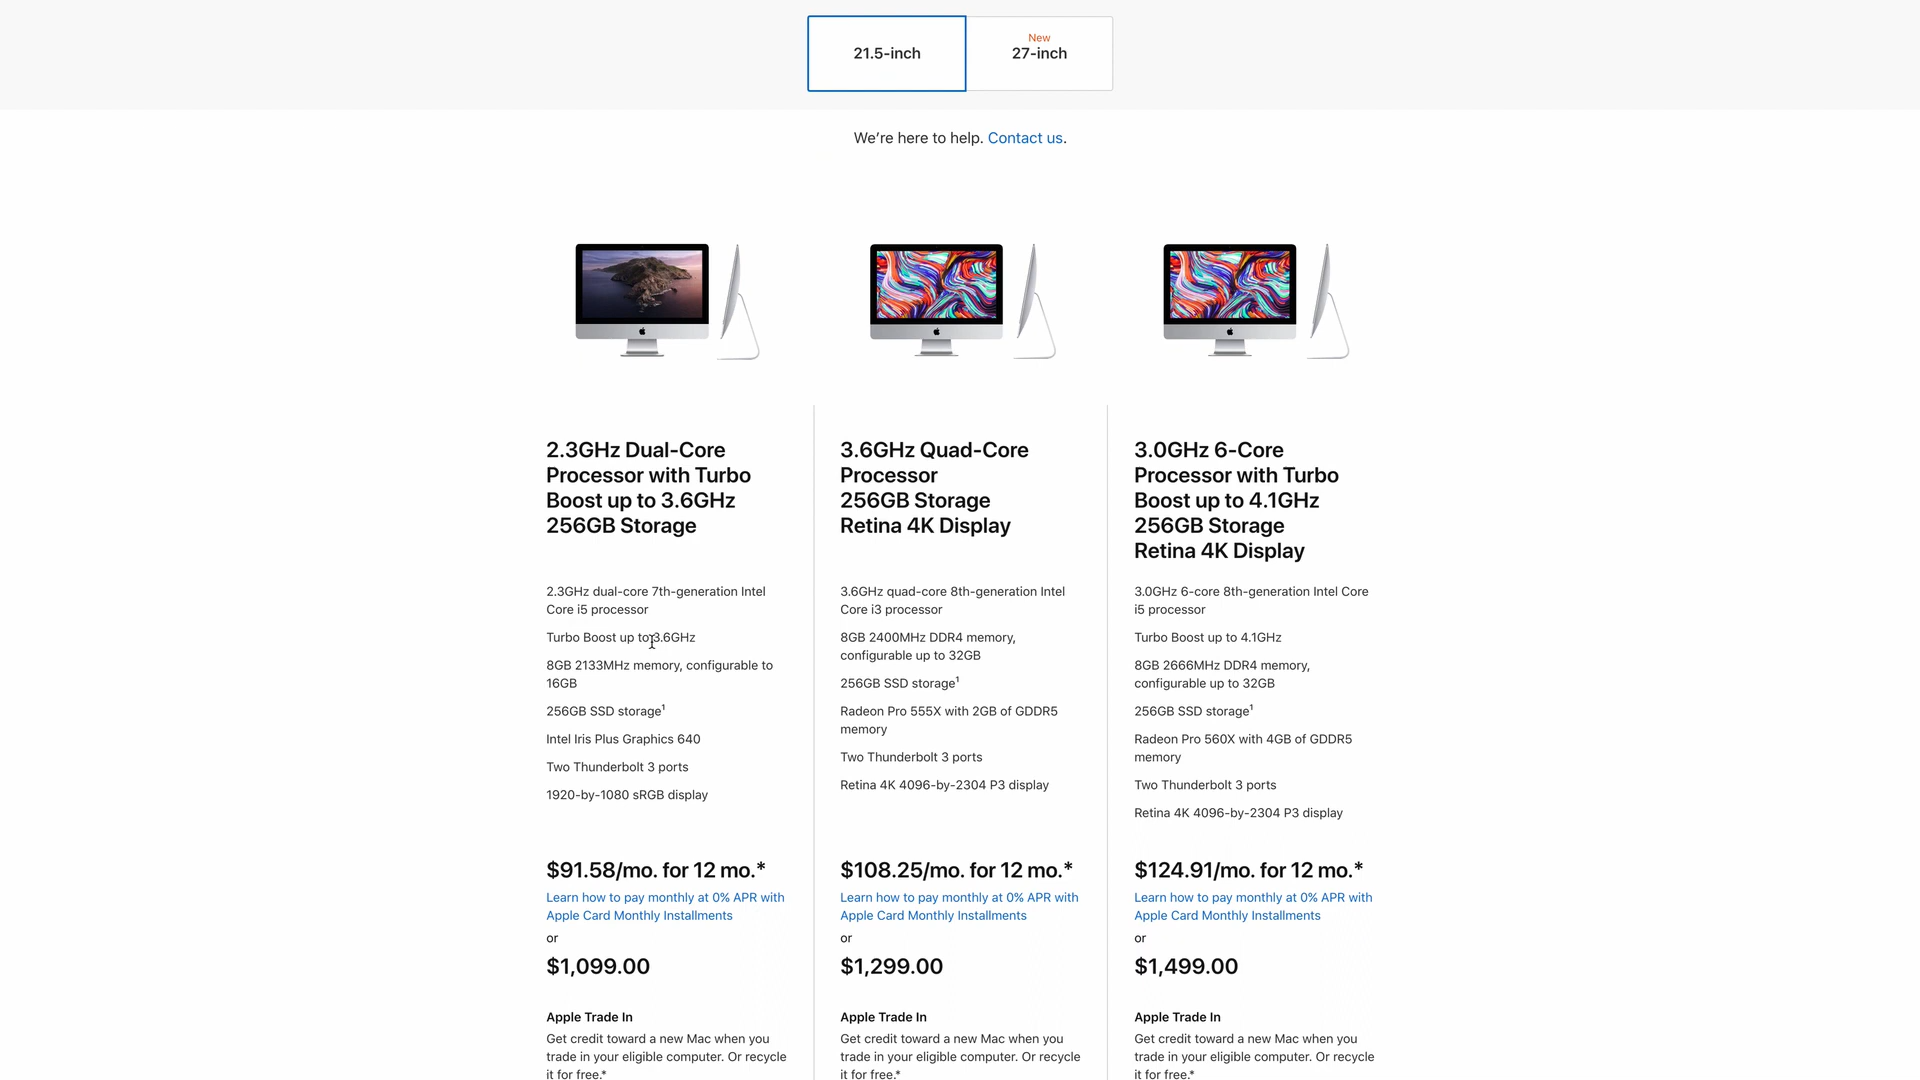 21.5-inch
New
27-inch
We’re here to help. Contact us.
2.3GHz Dual-Core
Processor with Turbo
Boost up to 3.6GHz
256GB Storage
2.3GHz dual-core 7th-generation Intel
Core i5 processor
Turbo Boost up to 3.6GHz
8GB 2133MHz memory, configurable to
16GB
256GB SSD storage¹
Intel Iris Plus Graphics 640
Two Thunderbolt 3 ports
1920-by-1080 sRGB display
$91.58/mo. for 12 mo.*
Learn how to pay monthly at 0% APR with
Apple Card Monthly Installments
or
$1,099.00
Apple Trade In
Get credit toward a new Mac when you
trade in your eligible computer. Or recycle
it for free.*
3.6GHz Quad-Core
Processor
256GB Storage
Retina 4K Display
3.6GHz quad-core 8th-generation Intel
Core i3 processor
8GB 2400MHz DDR4 memory,
configurable up to 32GB
256GB SSD storage¹
Radeon Pro 555X with 2GB of GDDR5
memory
Two Thunderbolt 3 ports
Retina 4K 4096-by-2304 P3 display
$108.25/mo. for 12 mo.*
Learn how to pay monthly at 0% APR with
Apple Card Monthly Installments
or
$1,299.00
Apple Trade In
Get credit toward a new Mac when you
trade in your eligible computer. Or recycle
it for free.*
3.0GHz 6-Core
Processor with Turbo
Boost up to 4.1GHz
256GB Storage
Retina 4K Display
3.0GHz 6-core 8th-generation Intel Core
i5 processor
Turbo Boost up to 4.1GHz
8GB 2666MHz DDR4 memory,
configurable up to 32GB
256GB SSD storage¹
Radeon Pro 560X with 4GB of GDDR5
memory
Two Thunderbolt 3 ports
Retina 4K 4096-by-2304 P3 display
$124.91/mo. for 12 mo.*
Learn how to pay monthly at 0% APR with
Apple Card Monthly Installments
or
$1,499.00
Apple Trade In
Get credit toward a new Mac when you
trade in your eligible computer. Or recycle
it for free.*